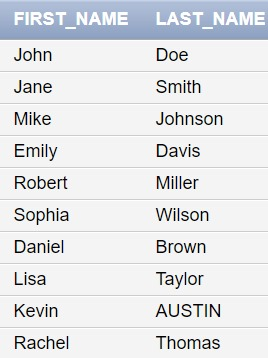 FIRST_NAME LAST_NAME
John Doe
Jane Smith
Mike Johnson
Emily Davis
Robert Miller
Sophia Wilson
Daniel Brown
Lisa Taylor
Kevin AUSTIN
Rachel Thomas